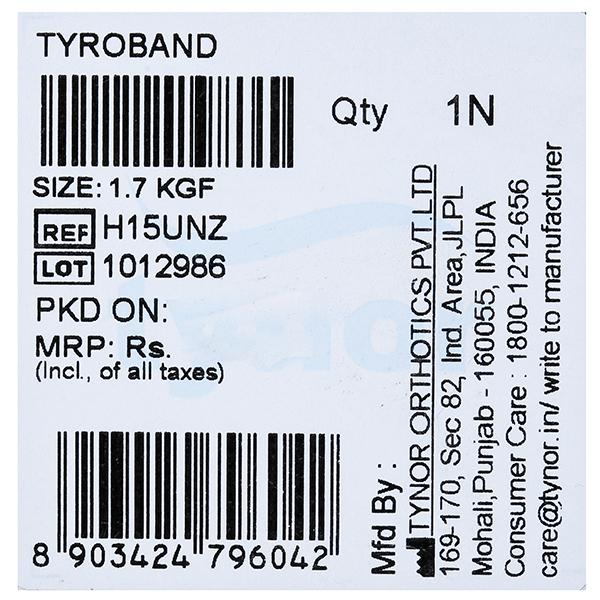 TYROBAND
Qty 1N
SIZE: 1.7 KGF
REF H15UNZ
LOT 1012986
PKD ON:
MRP: Rs.
(Incl., of all taxes)
8 903424 796042
Mfd By :
TYNOR ORTHOTICS PVT.LTD
169-170, Sec 82, Ind. Area,JLPL
Mohali,Punjab - 160055, INDIA
Consumer Care : 1800-1212-656
care@tynor.in/ write to manufacturer